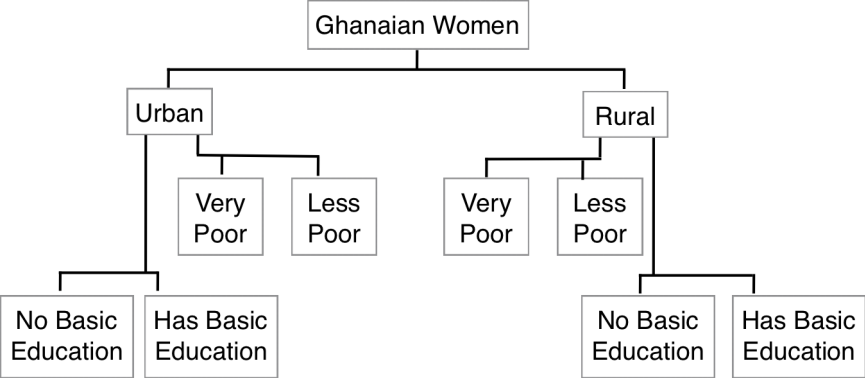 Ghanaian Women
Urban
Rural
Very
Poor
Less
Poor
Very
Poor
Less
Poor
No Basic
Education
Has Basic
Education
No Basic
Education
Has Basic
Education